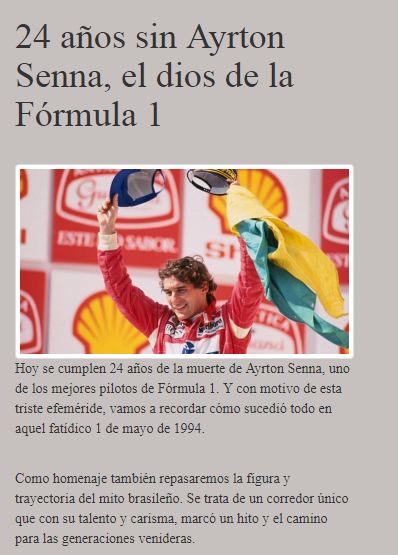 24 años sin Ayrton
Senna, el dios de la
Fórmula 1
ESTE
SABOR.
Hoy se cumplen 24 años de la muerte de Ayrton Senna, uno
de los mejores pilotos de Fórmula 1. Y con motivo de esta
triste efeméride, vamos a recordar cómo sucedió todo en
aquel fatídico 1 de mayo de 1994.
Como homenaje también repasaremos la figura y
trayectoria del mito brasileño. Se trata de un corredor único
que con su talento y carisma, marcó un hito y el camino
para las generaciones venideras.